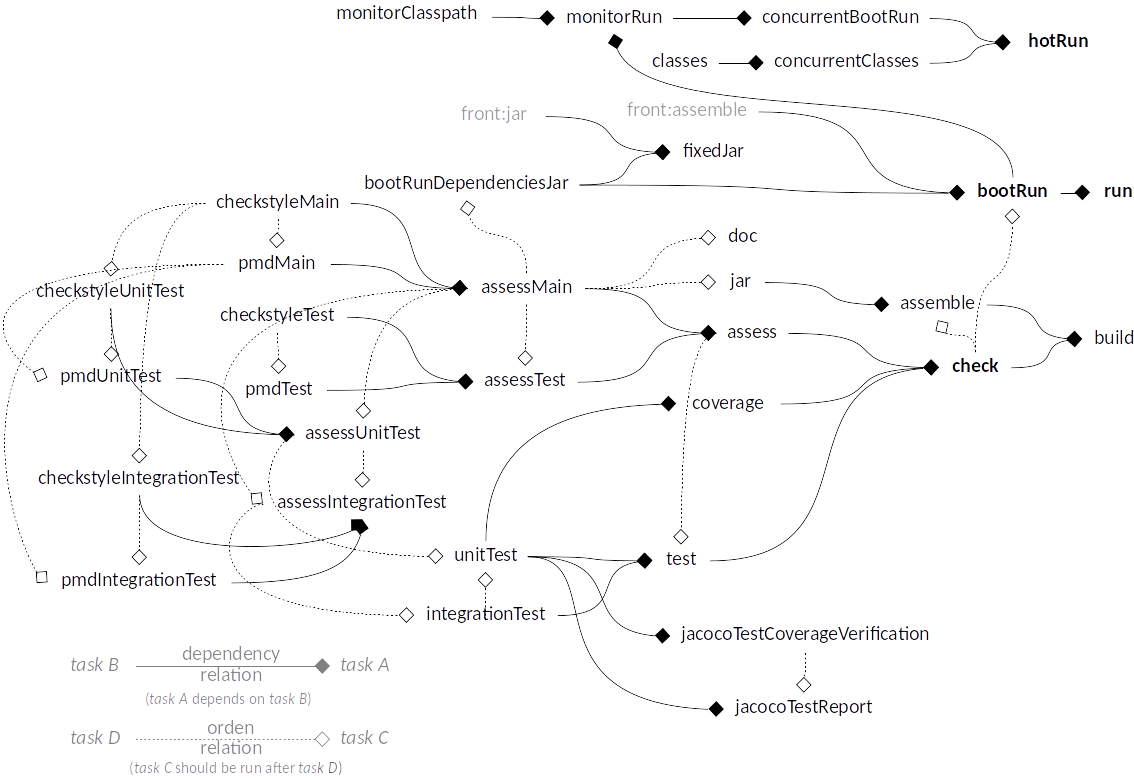 monitorClasspath
monitorRun
concurrentBootRun
hotRun
classes
concurrentClasses
front:jar
front:assemble
fixedJar
bootRunDependenciesJar
bootRun
run
checkstyleMain
doc
pmdMain
jar
checkstyleUnitTest
assessMain
assemble
checkstyleTest
assess
build
pmdUnitTest
pmdTest
assessTest
check
coverage
assessUnitTest
checkstyleIntegrationTest
assessIntegrationTest
unitTest
test
pmdIntegrationTest
integrationTest
jacocoTestCoverageVerification
jacocoTestReport
task B
dependency
relation
task A
(task A depends on task B)
task D
orden
relation
task C
(task C should be run after task D)